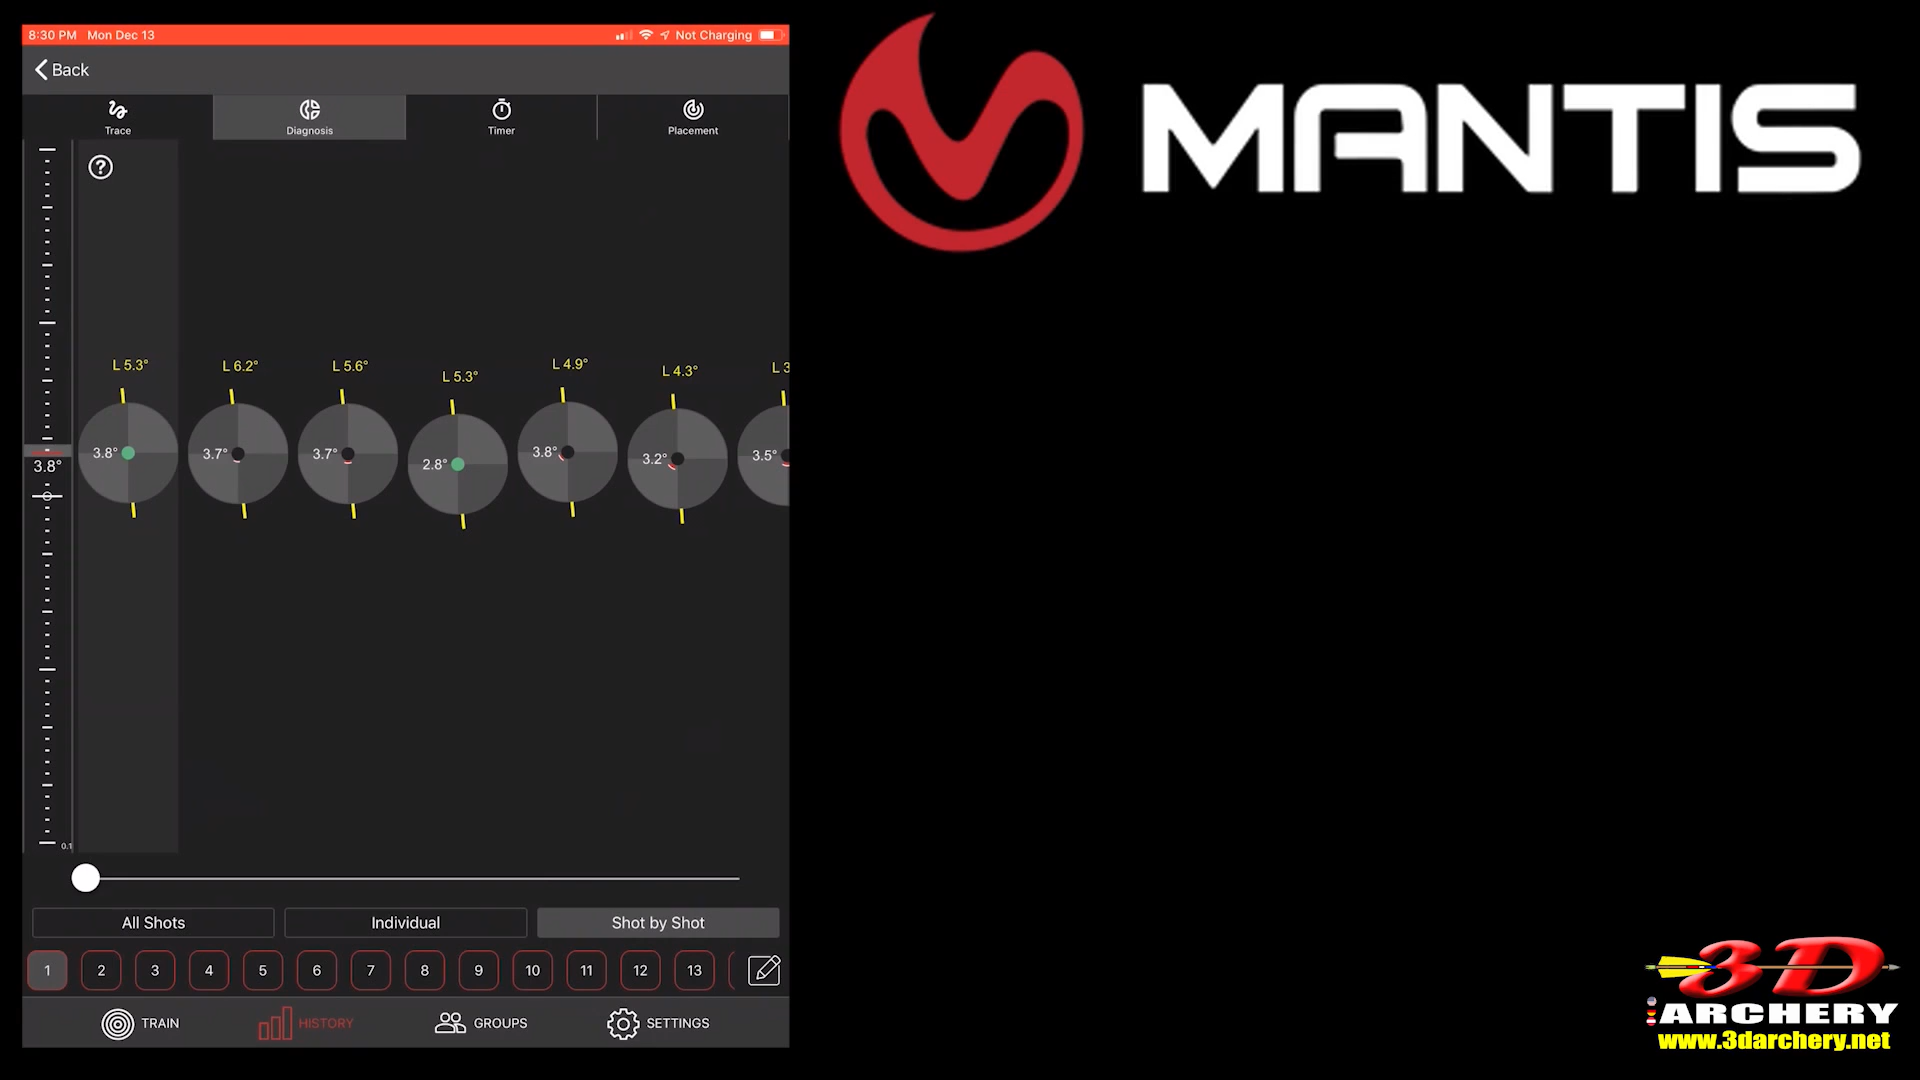 8:30 PM Mon Dec 13
Not Charging
Back
Trace
Diagnosis
Timer
Placement
?
L 5.3°
L 6.2°
L 5.6°
L 5.3°
L 4.9°
L 4.3°
L 3
3.8°
3.7°
3.7°
2.8°
3.8°
3.2°
3.5°
3.8°
0.1
All Shots
Individual
Shot by Shot
1 2 3 4 5 6 7 8 9 10 11 12 13
TRAIN
HISTORY
GROUPS
SETTINGS
MANTIS
3D
ARCHERY
www.3darchery.net